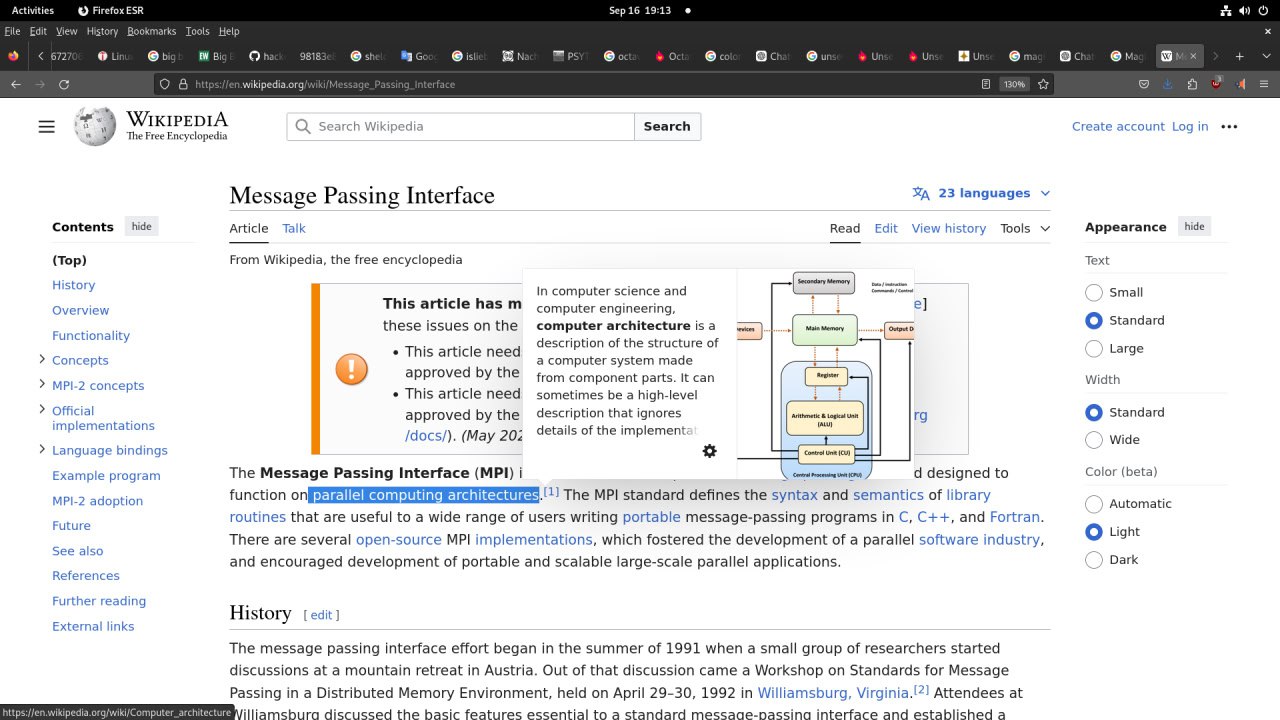 Activities
Firefox ESR
Sep 16 19:13
File Edit View History Bookmarks Tools Help
67270
Linu
big b
Big B
hack
98183e
shel
Goo
islieb
Nach
PSYT
octav
Octa
color
Chat
unse
Unse
Unse
Unse
magi
Chat
Mag
https://en.wikipedia.org/wiki/Message_Passing_Interface
130%
3
WIKIPEDIA
The Free Encyclopedia
Search Wikipedia
Search
Create account Log in
Message Passing Interface
23 languages
Contents hide
(Top)
History
Overview
Functionality
Concepts
MPI-2 concepts
Official
implementations
Language bindings
Example program
MPI-2 adoption
Future
See also
References
Further reading
External links
Article Talk
Read Edit View history Tools
From Wikipedia, the free encyclopedia
This article has m
e]
these issues on the
• This article need
approved by the
• This article need
approved by the
rg
/docs/). (May 202
In computer science and
computer engineering,
computer architecture is a
description of the structure of
a computer system made
from component parts. It can
sometimes be a high-level
description that ignores
details of the implementat
Secondary Memory
Data / Instruction
Commands / Control
evices
Main Memory
Output D
Register
Arithmetic & Logical Unit
(ALU)
Control Unit (CU)
Central Processing Unit (CPU)
The Message Passing Interface (MPI) i
d designed to
function on parallel computing architectures.[1] The MPI standard defines the syntax and semantics of library
routines that are useful to a wide range of users writing portable message-passing programs in C, C++, and Fortran.
There are several open-source MPI implementations, which fostered the development of a parallel software industry,
and encouraged development of portable and scalable large-scale parallel applications.
History [ edit ]
The message passing interface effort began in the summer of 1991 when a small group of researchers started
discussions at a mountain retreat in Austria. Out of that discussion came a Workshop on Standards for Message
Passing in a Distributed Memory Environment, held on April 29–30, 1992 in Williamsburg, Virginia.[2] Attendees at
Williamsburg discussed the basic features essential to a standard message-passing interface and established a
Appearance hide
Text
Small
Standard
Large
Width
Standard
Wide
Color (beta)
Automatic
Light
Dark
https://en.wikipedia.org/wiki/Computer_architecture